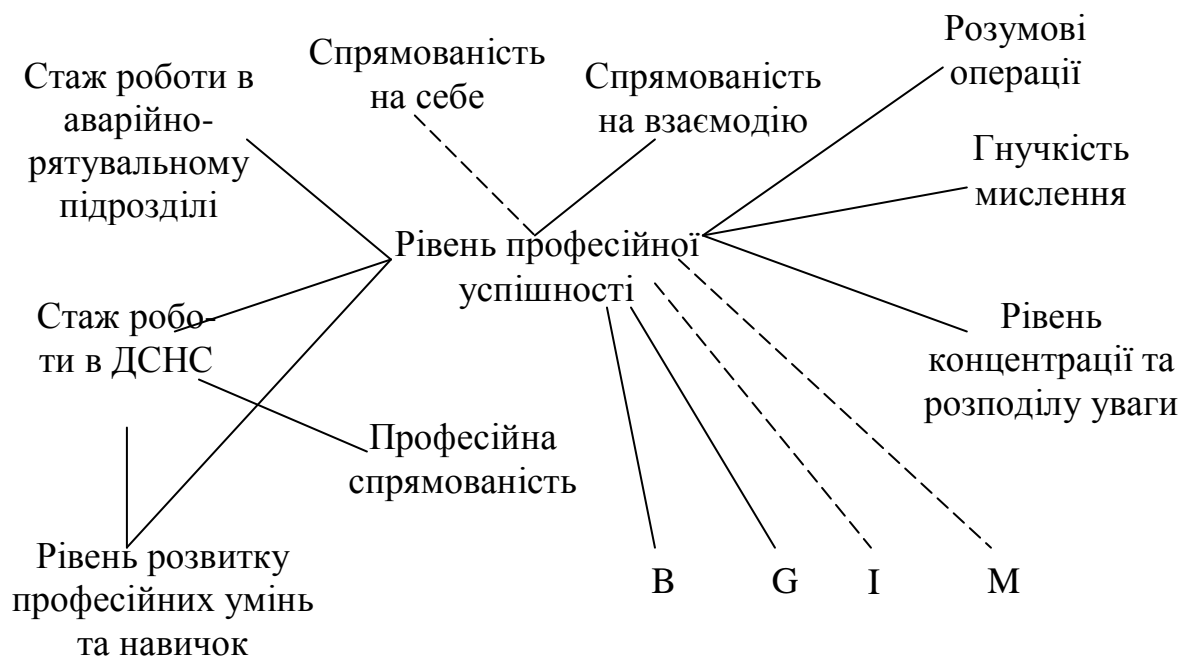 Стаж роботи в
аварійно-
рятувальному
підрозділі
Спрямованість
на себе
Спрямованість
на взаємодію
Розумові
операції
Гнучкість
мислення
Рівень професійної
успішності
Стаж робо-
ти в ДСНС
Рівень
концентрації та
розподілу уваги
Професійна
спрямованість
Рівень розвитку
професійних умінь
та навичок
B
G
I
M